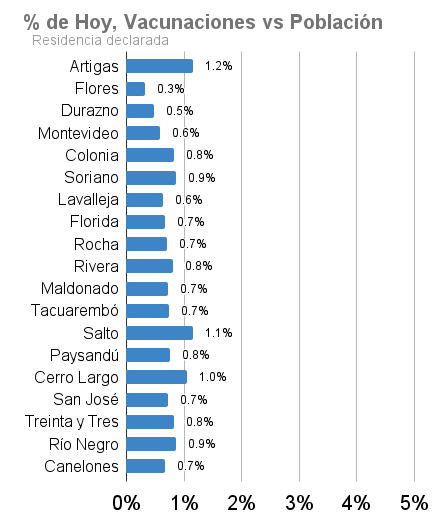 % de Hoy, Vacunaciones vs Población
Residencia declarada
Artigas 1.2%
Flores 0.3%
Durazno 0.5%
Montevideo 0.6%
Colonia 0.8%
Soriano 0.9%
Lavalleja 0.6%
Florida 0.7%
Rocha 0.7%
Rivera 0.8%
Maldonado 0.7%
Tacuarembó 0.7%
Salto 1.1%
Paysandú 0.8%
Cerro Largo 1.0%
San José 0.7%
Treinta y Tres 0.8%
Río Negro 0.9%
Canelones 0.7%
0% 1% 2% 3% 4% 5%